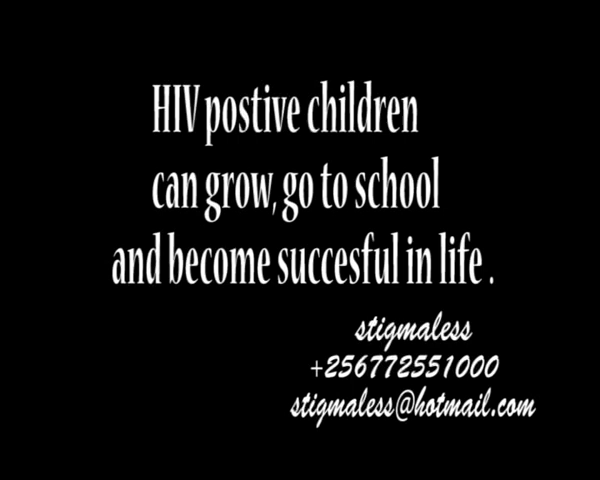 HIV postive children
can grow, go to school
and become succesful in life .
stigmaless
+256772551000
stigmaless@hotmail.com